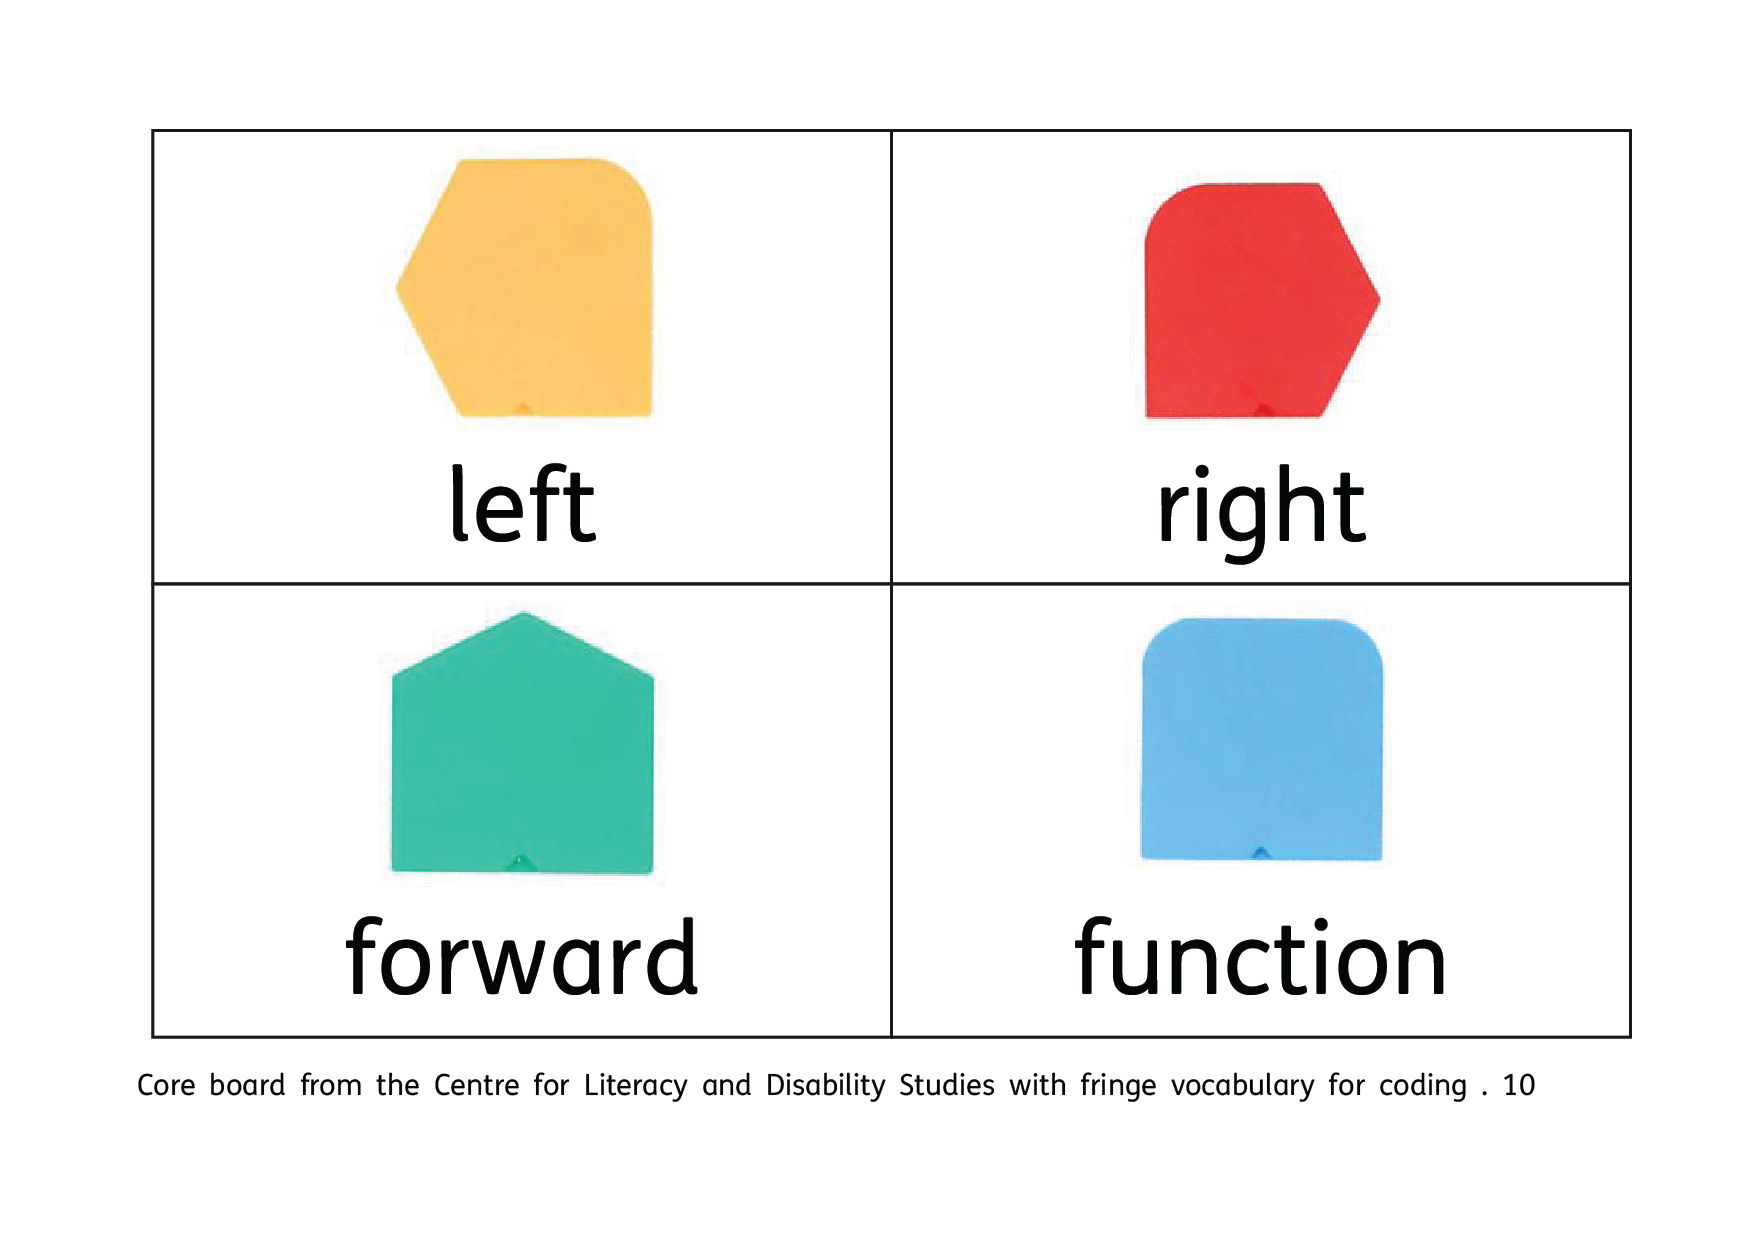 left
right
forward
function
Core board from the Centre for Literacy and Disability Studies with fringe vocabulary for coding . 10